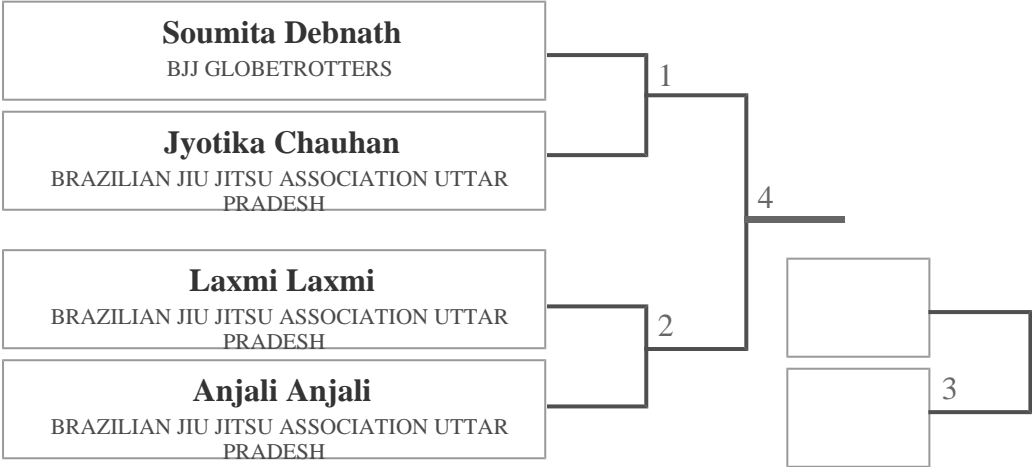 Soumita Debnath
BJJ GLOBETROTTERS
1
Jyotika Chauhan
BRAZILIAN JIU JITSU ASSOCIATION UTTAR
PRADESH
4
Laxmi Laxmi
BRAZILIAN JIU JITSU ASSOCIATION UTTAR
PRADESH
2
Anjali Anjali
BRAZILIAN JIU JITSU ASSOCIATION UTTAR
PRADESH
3